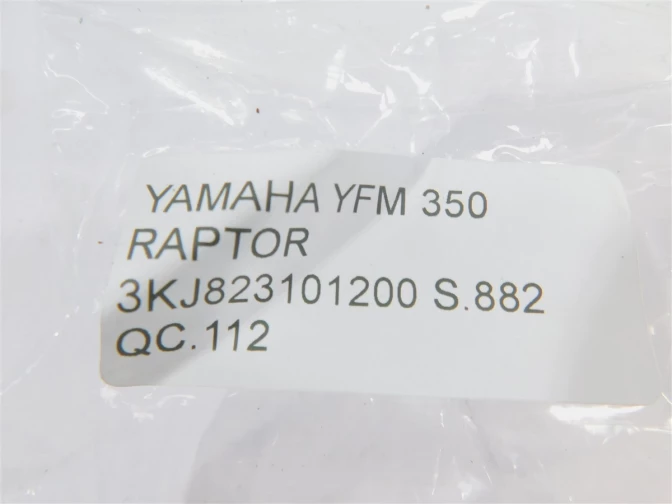 YAMAHA YFM 350
RAPTOR
3KJ823101200 S.882
QC.112